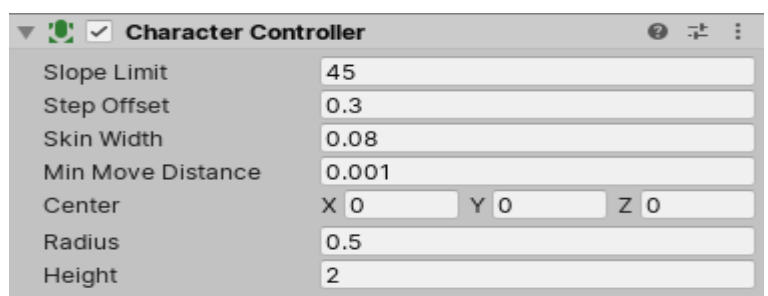 Character Controller
Slope Limit 45
Step Offset 0.3
Skin Width 0.08
Min Move Distance 0.001
Center X 0 Y 0 Z 0
Radius 0.5
Height 2